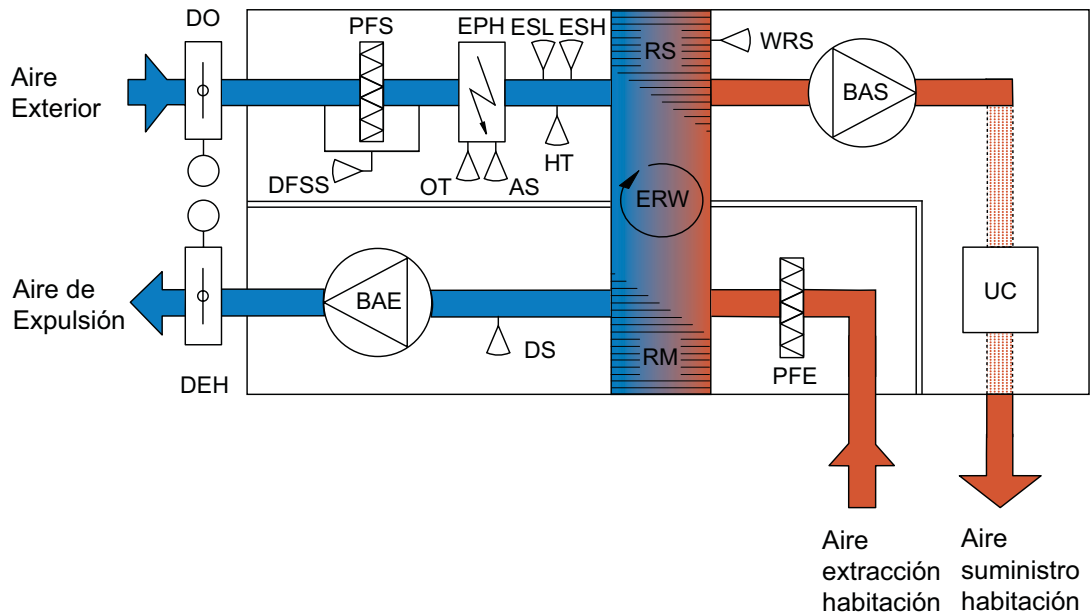 DO
PFS
EPH
ESL
ESH
RS
WRS
Aire
Exterior
BAS
DFSS
OT
AS
HT
ERW
Aire de
Expulsión
BAE
UC
DS
RM
PFE
DEH
Aire
extracción
habitación
Aire
suministro
habitación